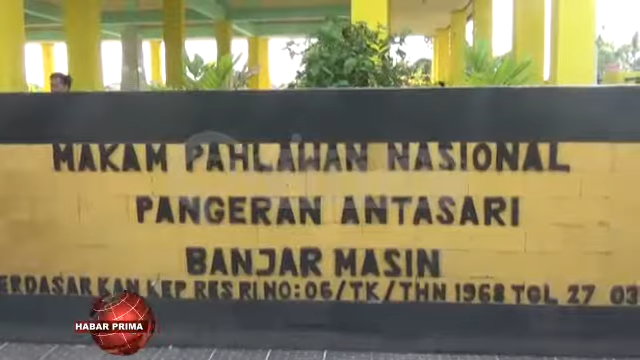 MAKAM PAHLAWAN NASIONAL
PANGERAN ANTASARI
BANJAR MASIN
ERDASAR KAN KEP RES RI NO: 06/TK/THN 1968 TGL 27 03
HABAR PRIMA